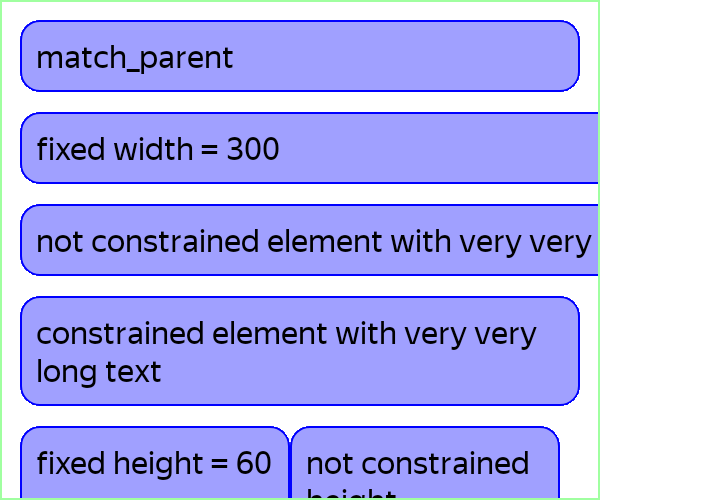 match_parent
fixed width = 300
not constrained element with very very
constrained element with very very
long text
fixed height = 60
not constrained
height